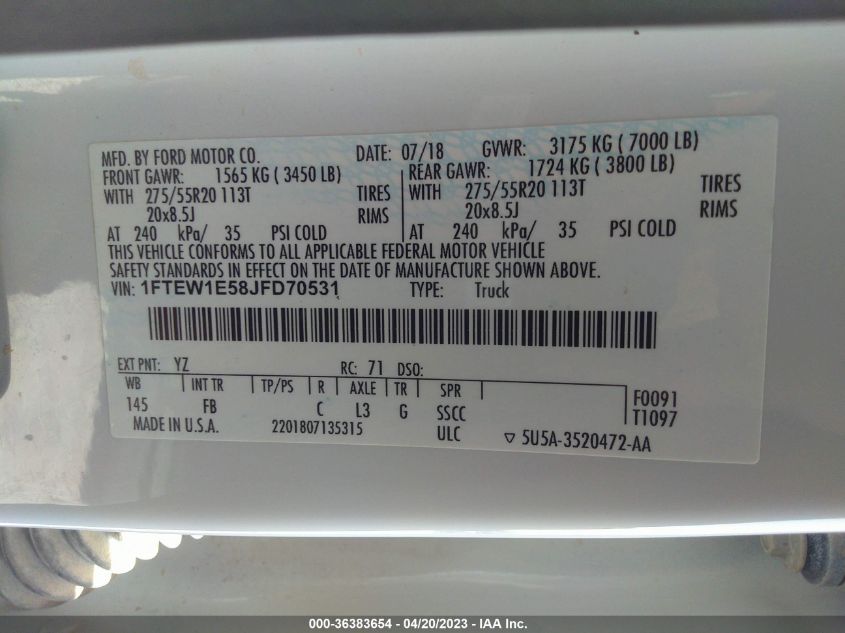 MFD. BY FORD MOTOR CO. DATE: 07/18 GVWR: 3175 KG ( 7000 LB)
FRONT GAWR: 1565 KG ( 3450 LB) REAR GAWR: 1724 KG ( 3800 LB)
WITH 275/55R20 113T TIRES WITH 275/55R20 113T TIRES
20x8.5J RIMS 20x8.5J RIMS
AT 240 kPa/ 35 PSI COLD AT 240 kPa/ 35 PSI COLD
THIS VEHICLE CONFORMS TO ALL APPLICABLE FEDERAL MOTOR VEHICLE
SAFETY STANDARDS IN EFFECT ON THE DATE OF MANUFACTURE SHOWN ABOVE.
VIN: 1FTEW1E58JFD70531 TYPE: Truck
EXT PNT: YZ RC: 71 DSO:
WB INT TR TP/PS R AXLE TR SPR F0091
145 FB C L3 G SSCC T1097
MADE IN U.S.A. 2201807135315 ULC ▽ 5U5A-3520472-AA
000-36383654 - 04/20/2023 - IAA Inc.